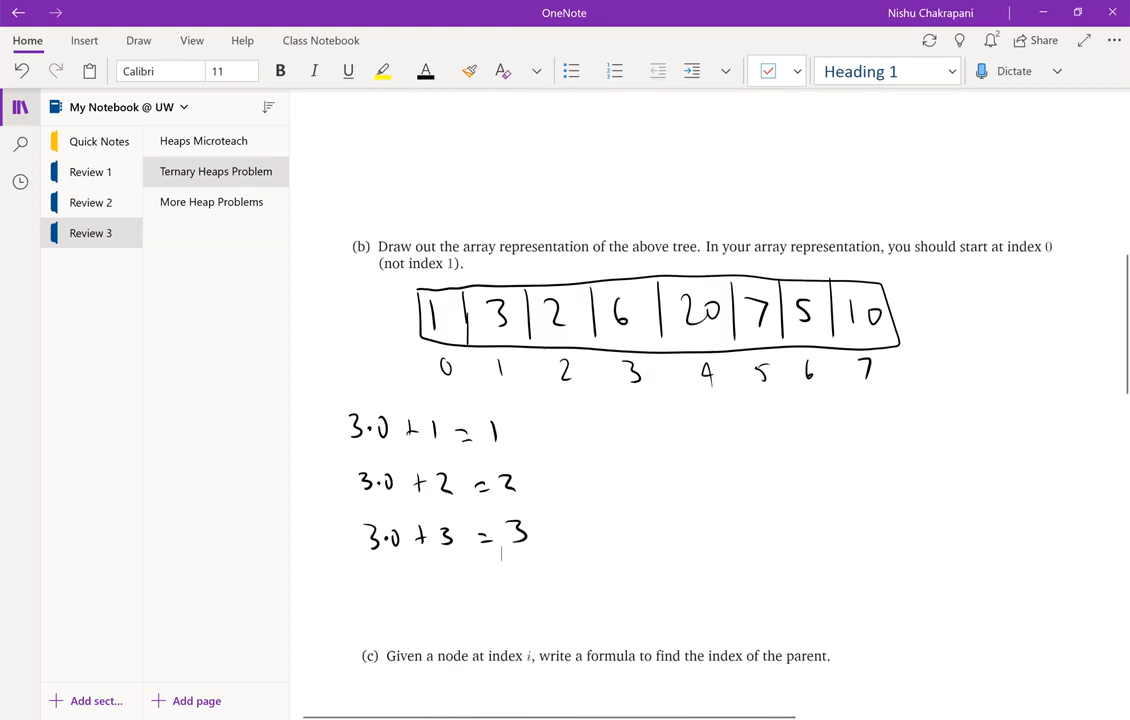 OneNote
Nishu Chakrapani
Home Insert Draw View Help Class Notebook
2 Share
Calibri 11 B I U A Heading 1 Dictate
My Notebook @ UW
Quick Notes
Review 1
Review 2
Review 3
Heaps Microteach
Ternary Heaps Problem
More Heap Problems
(b) Draw out the array representation of the above tree. In your array representation, you should start at index 0
(not index 1).
1 3 2 6 20 7 5 10
0 1 2 3 4 5 6 7
3·0 + 1 = 1
3·0 + 2 = 2
3·0 + 3 = 3
(c) Given a node at index i, write a formula to find the index of the parent.
Add sect... Add page